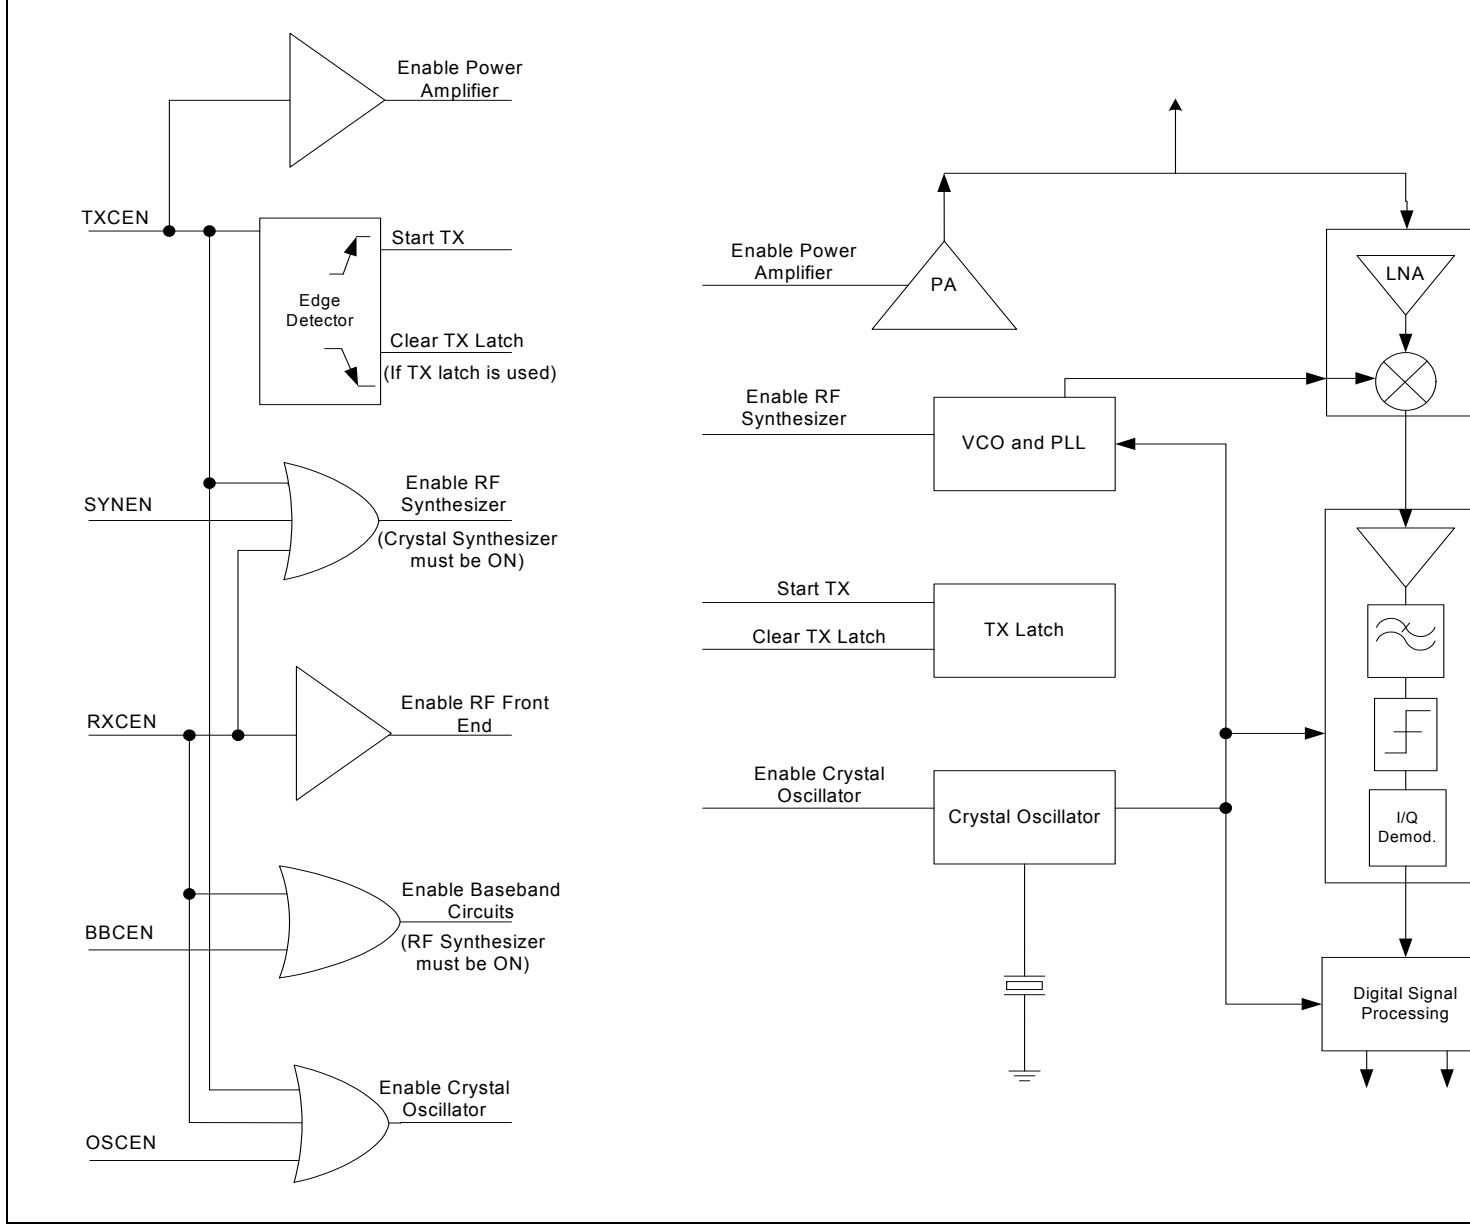 Enable Power
Amplifier
TXCEN
Start TX
Edge
Detector
Clear TX Latch
(If TX latch is used)
Enable RF
Synthesizer
SYNEN
(Crystal Synthesizer
must be ON)
Enable RF Front
End
RXCEN
Enable Baseband
Circuits
BBCEN
(RF Synthesizer
must be ON)
Enable Crystal
Oscillator
OSCEN
Enable Power
Amplifier
PA
LNA
Enable RF
Synthesizer
VCO and PLL
Start TX
Clear TX Latch
TX Latch
Enable Crystal
Oscillator
Crystal Oscillator
I/Q
Demod.
Digital Signal
Processing